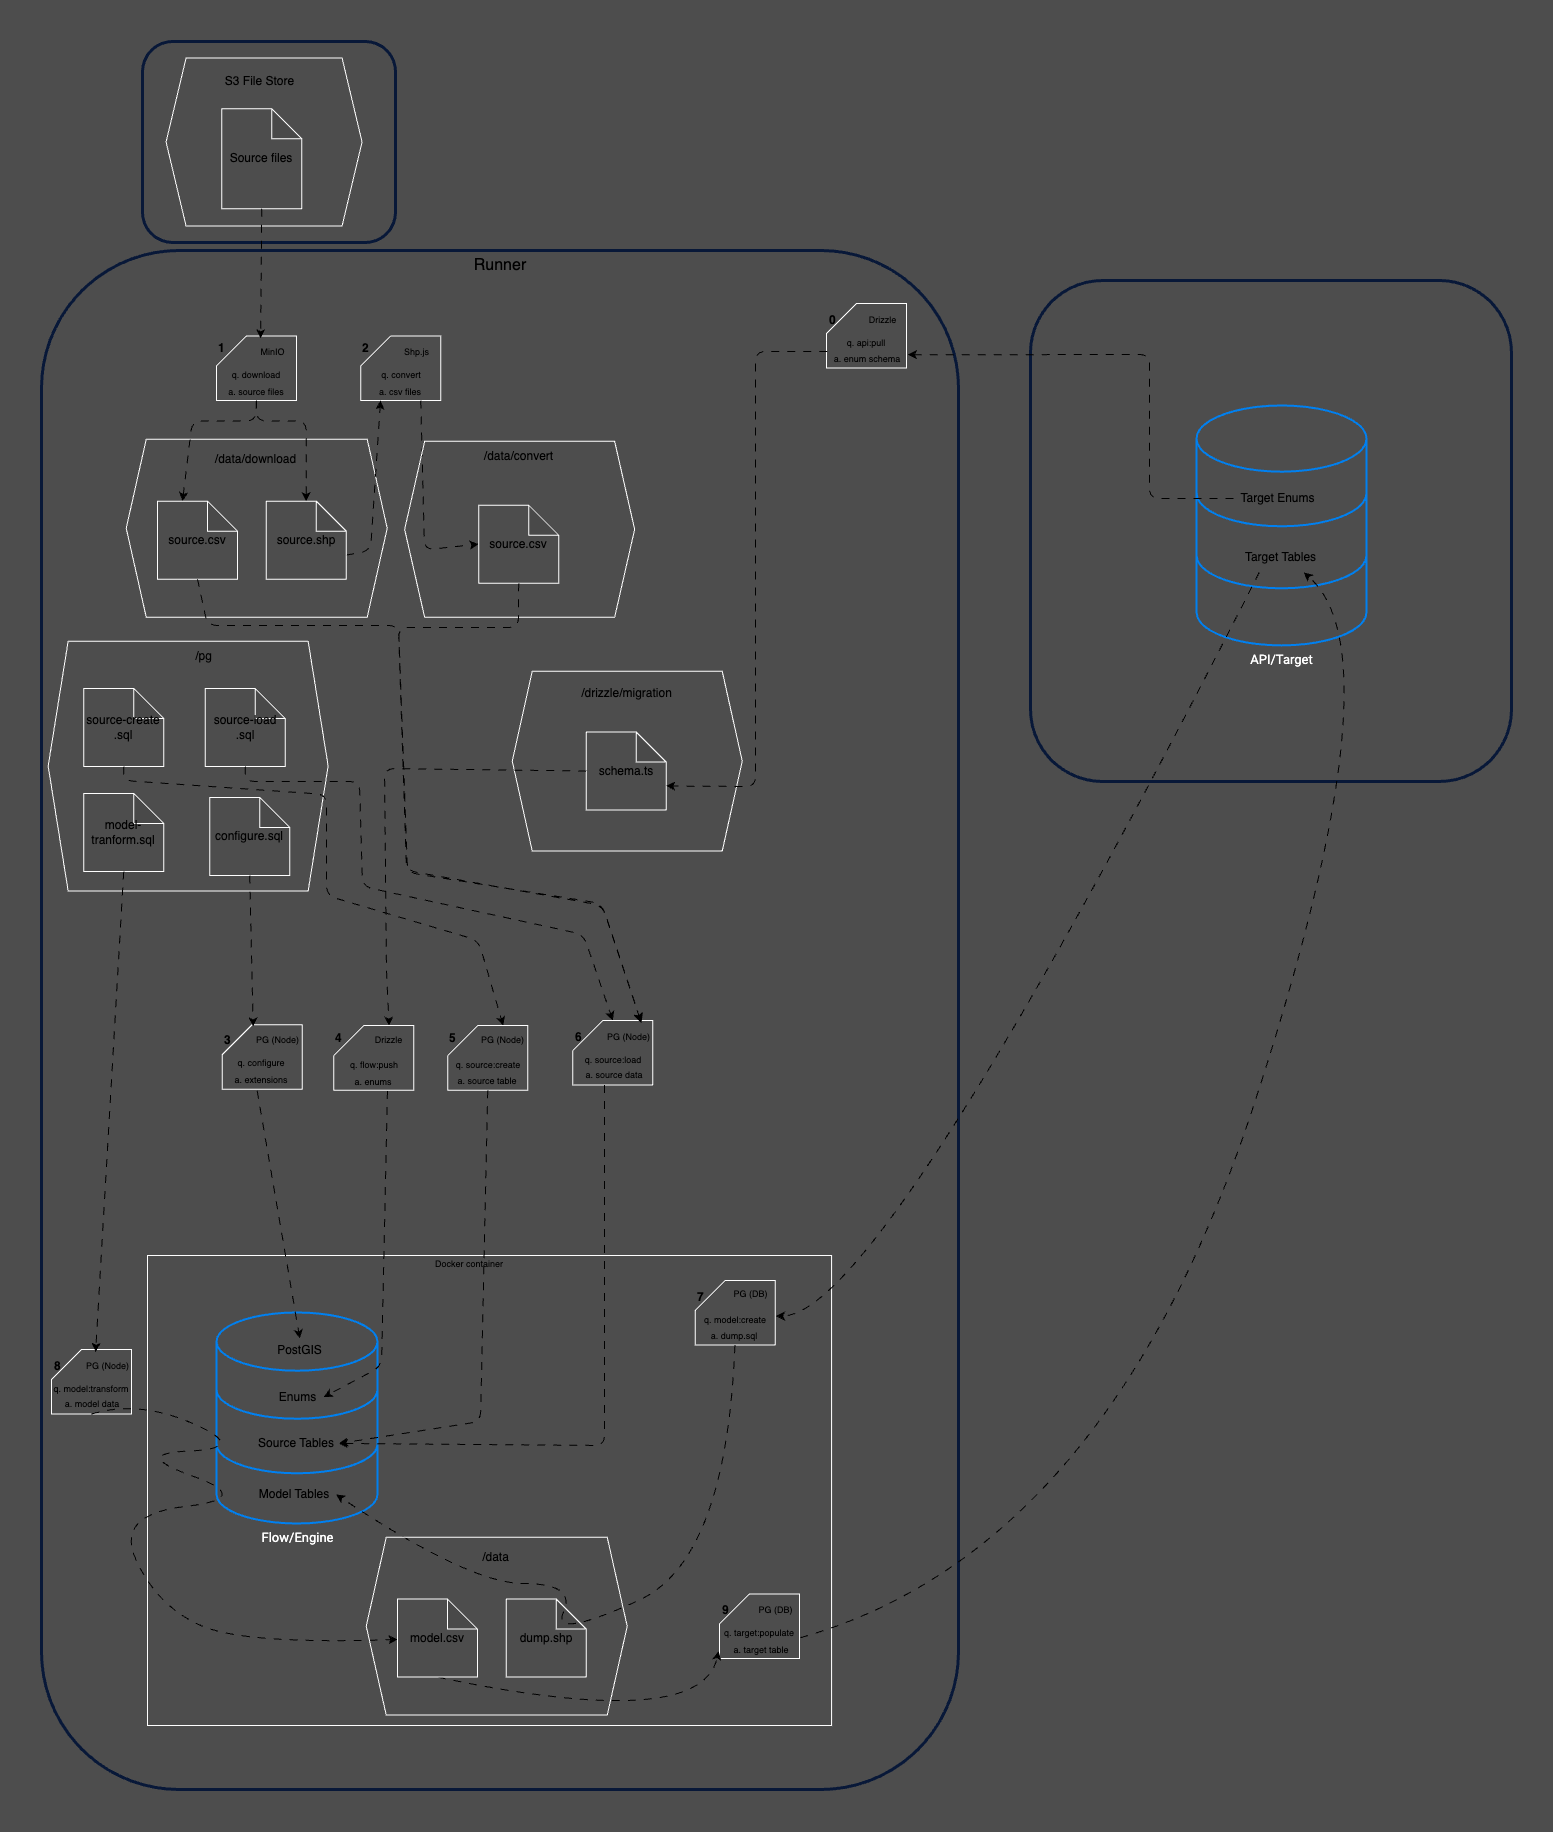 S3 File Store
Source files
Runner
0
Drizzle
q. api:pull
a. enum schema
1
MinIO
q. download
a. source files
2
Shp.js
q. convert
a. csv files
/data/download
source.csv
source.shp
/data/convert
source.csv
Target Enums
Target Tables
API/Target
/pg
source-create
.sql
source-load
.sql
model-
tranform.sql
configure.sql
/drizzle/migration
schema.ts
3
PG (Node)
q. configure
a. extensions
4
Drizzle
q. flow:push
a. enums
5
PG (Node)
q. source:create
a. source table
6
PG (Node)
q. source:load
a. source data
Docker container
7
PG (DB)
q. model:create
a. dump.sql
8
PG (Node)
q. model:transform
a. model data
PostGIS
Enums
Source Tables
Model Tables
Flow/Engine
/data
model.csv
dump.shp
9
PG (DB)
q. target:populate
a. target table